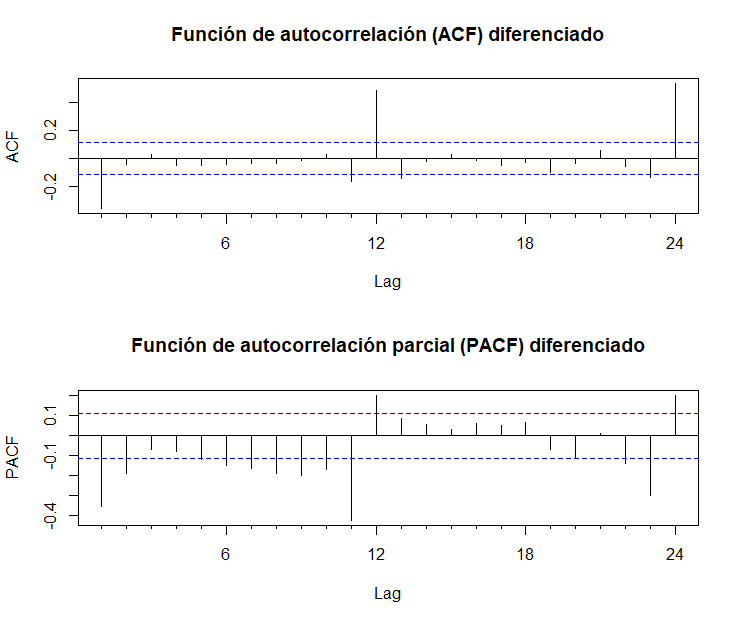 Función de autocorrelación (ACF) diferenciado
ACF
0.2
-0.2
6 12 18 24
Lag
Función de autocorrelación parcial (PACF) diferenciado
PACF
0.1
-0.1
-0.4
6 12 18 24
Lag